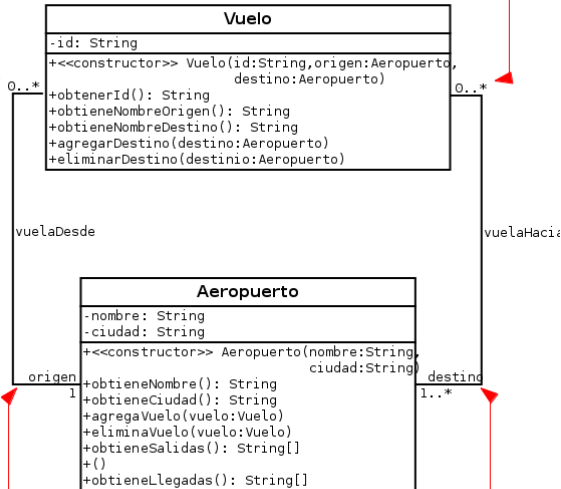 Vuelo
-id: String
+<<constructor>> Vuelo(id:String,origen:Aeropuerto,
destino:Aeropuerto)
+obtenerId(): String
+obtieneNombreOrigen(): String
+obtieneNombreDestino(): String
+agregarDestino(destino:Aeropuerto)
+eliminarDestino(destinio:Aeropuerto)
0..*
0..*
vuelaDesde
vuelaHacia
Aeropuerto
-nombre: String
-ciudad: String
+<<constructor>> Aeropuerto(nombre:String,
ciudad:String)
+obtieneNombre(): String
+obtieneCiudad(): String
+agregaVuelo(vuelo:Vuelo)
+eliminaVuelo(vuelo:Vuelo)
+obtieneSalidas(): String[]
+()
+obtieneLlegadas(): String[]
origen
1
destino
1..*